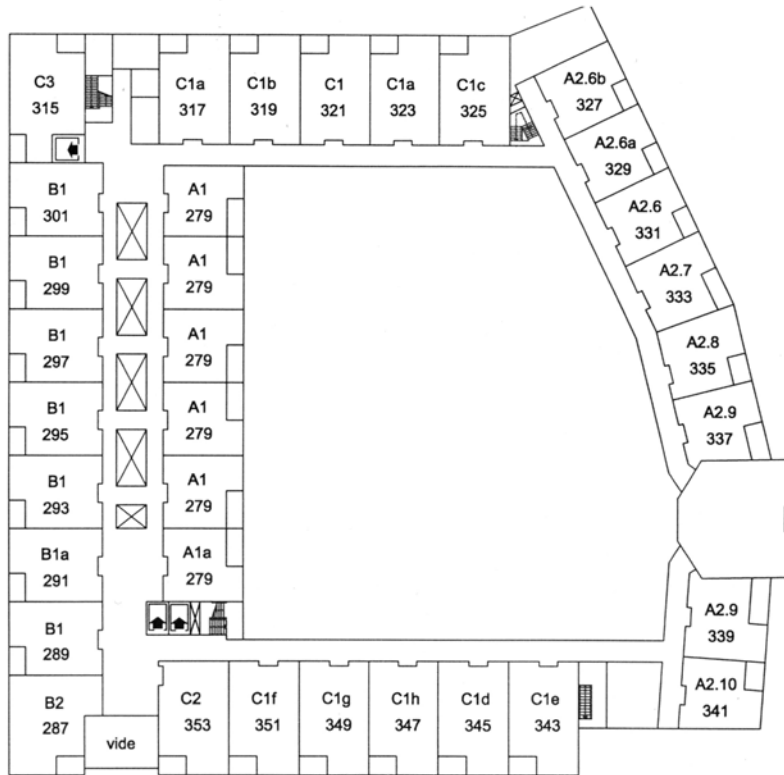 C3
315
C1a
317
C1b
319
C1
321
C1a
323
C1c
325
A2.6b
327
A2.6a
329
A2.6
331
A2.7
333
A2.8
335
A2.9
337
B1
301
A1
279
B1
299
A1
279
B1
297
A1
279
B1
295
A1
279
B1
293
A1
279
B1a
291
A1a
279
B1
289
B2
287
vide
C2
353
C1f
351
C1g
349
C1h
347
C1d
345
C1e
343
A2.9
339
A2.10
341